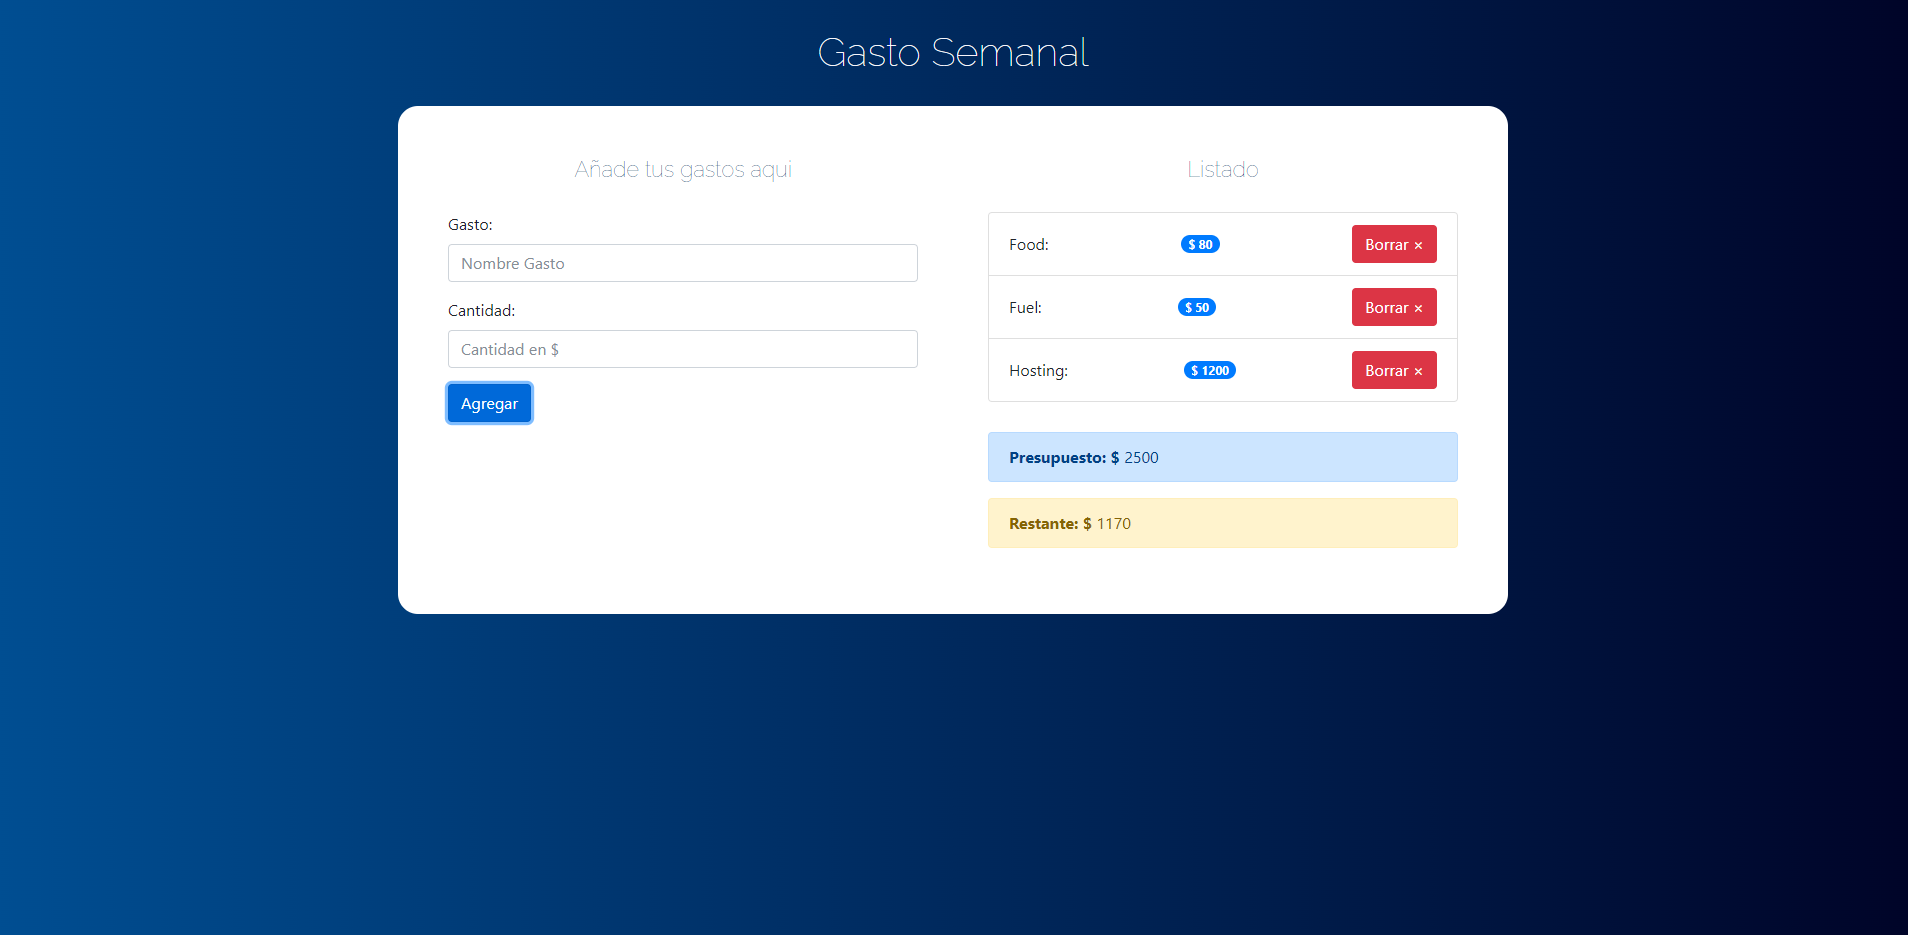 Gasto Semanal
Añade tus gastos aqui
Gasto:
Nombre Gasto
Cantidad:
Cantidad en $
Agregar
Listado
Food: $ 80 Borrar ×
Fuel: $ 50 Borrar ×
Hosting: $ 1200 Borrar ×
Presupuesto: $ 2500
Restante: $ 1170